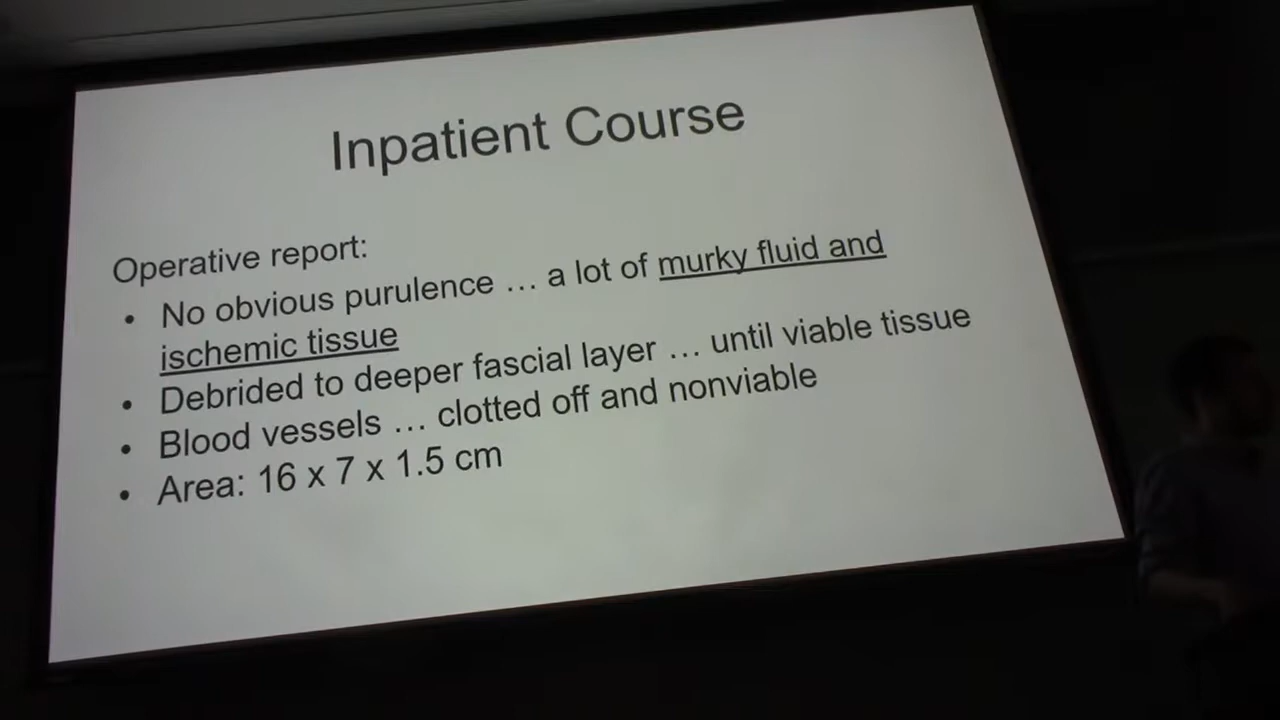 Inpatient Course
Operative report:
• No obvious purulence … a lot of murky fluid and
ischemic tissue
• Debrided to deeper fascial layer … until viable tissue
• Blood vessels … clotted off and nonviable
• Area: 16 x 7 x 1.5 cm